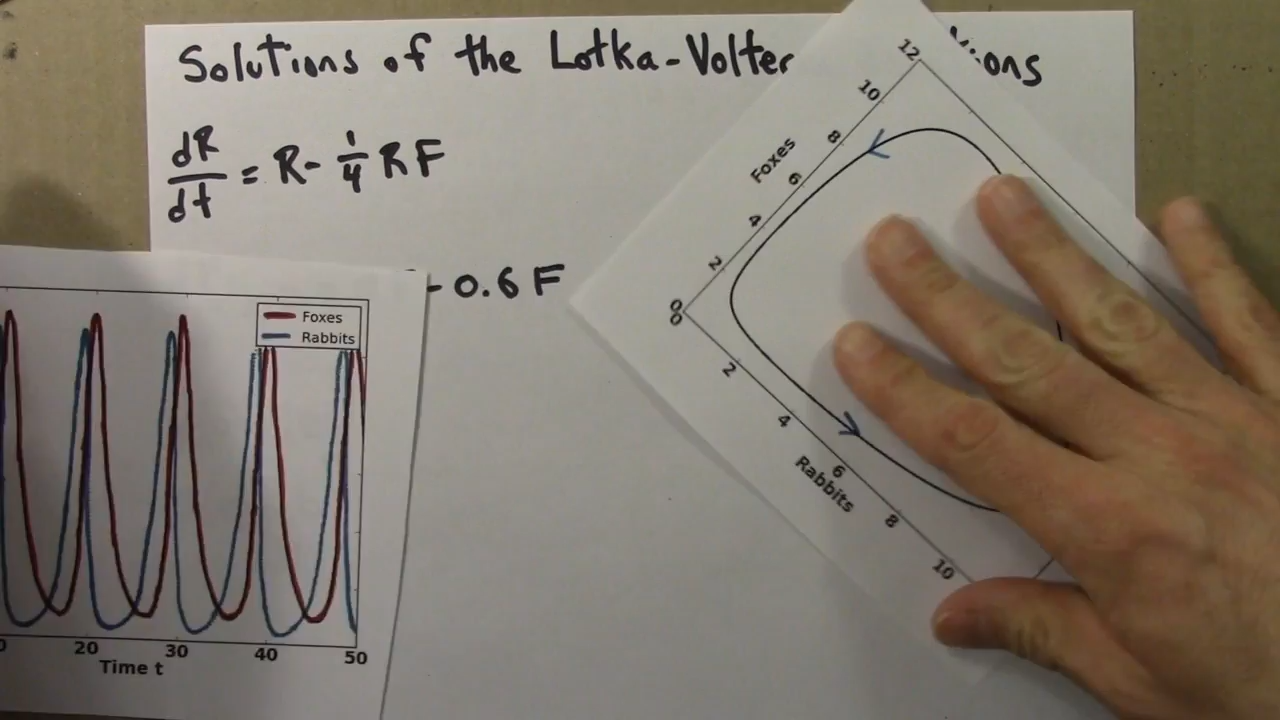 Solutions of the Lotka-Volter
dR/dt = R - 1/4 RF
- 0.6 F
Foxes
Rabbits
20 30 40 50
Time t
12
10
8
6
4
2
0
Foxes
0
2
4
6
8
10
Rabbits